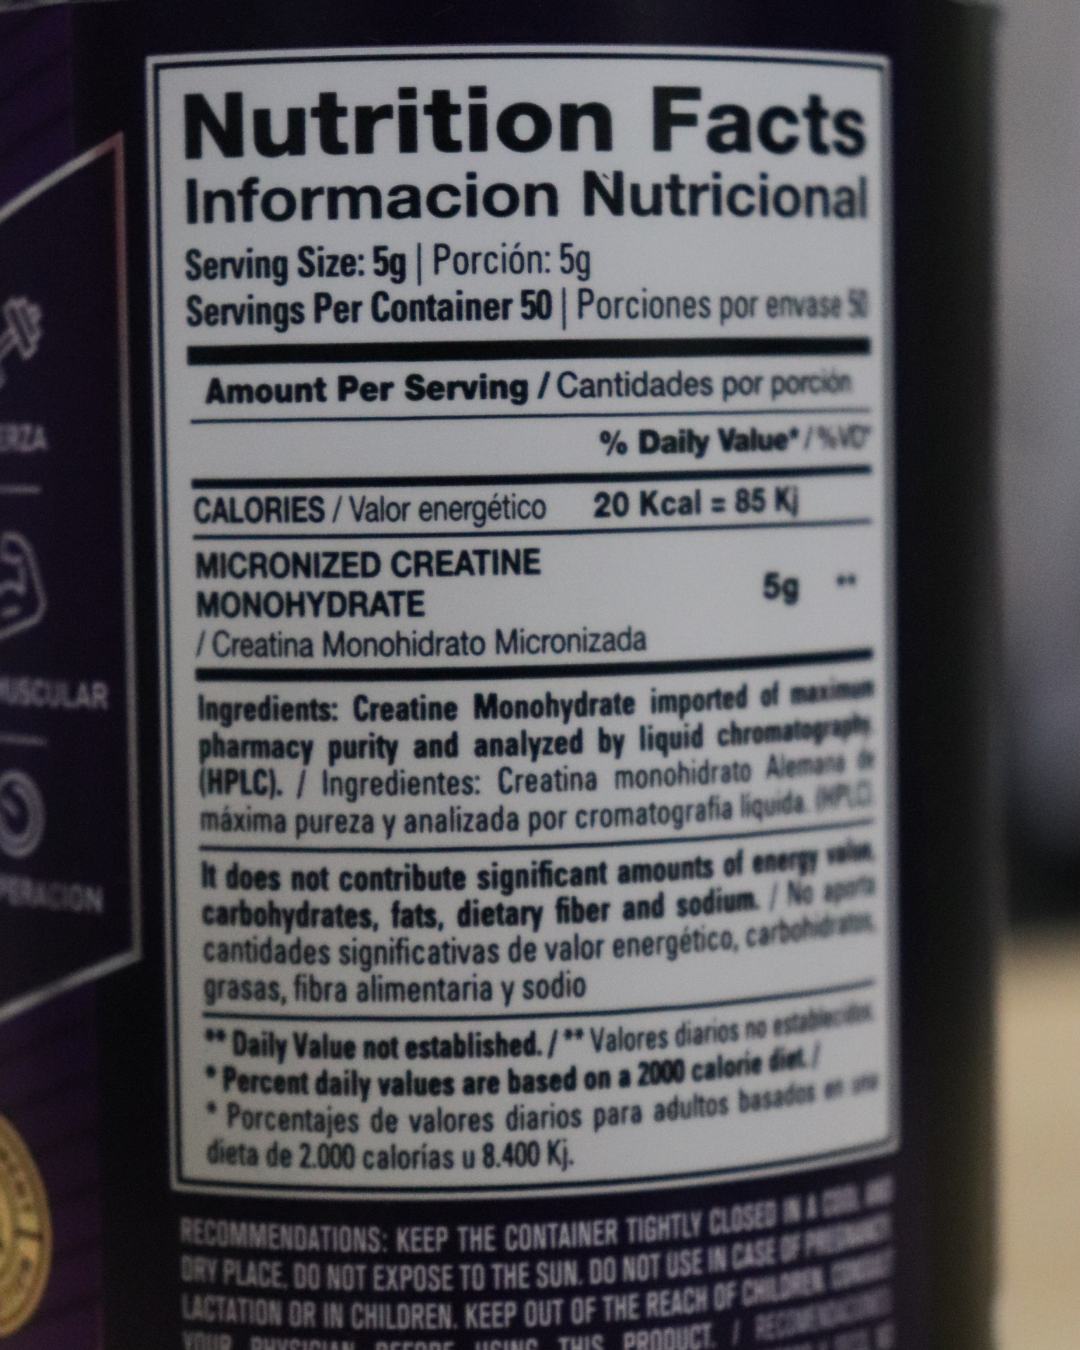 Nutrition Facts
Informacion Nutricional
Serving Size: 5g | Porción: 5g
Servings Per Container 50 | Porciones por envase 50
Amount Per Serving / Cantidades por porción
% Daily Value* / %VD*
CALORIES / Valor energético 20 Kcal = 85 Kj
MICRONIZED CREATINE
MONOHYDRATE
5g **
/ Creatina Monohidrato Micronizada
Ingredients: Creatine Monohydrate imported of maximun
pharmacy purity and analyzed by liquid chromatography
(HPLC). / Ingredientes: Creatina monohidrato Alemana de
máxima pureza y analizada por cromatografia liquida. (HPLC).
It does not contribute significant amounts of energy value,
carbohydrates, fats, dietary fiber and sodium. / No aporta
cantidades significativas de valor energético, carbohidratos,
grasas, fibra alimentaria y sodio
** Daily Value not established. / ** Valores diarios no establecidos.
* Percent daily values are based on a 2000 calorie diet. /
* Porcentajes de valores diarios para adultos basados en una
dieta de 2.000 calorías u 8.400 Kj.
RECOMMENDATIONS: KEEP THE CONTAINER TIGHTLY CLOSED IN A COOL AND
DRY PLACE. DO NOT EXPOSE TO THE SUN. DO NOT USE IN CASE OF PREGNANCY,
LACTATION OR IN CHILDREN. KEEP OUT OF THE REACH OF CHILDREN. CONSULT
YOUR PHYSICIAN BEFORE USING THIS PRODUCT. /
ERZA
MUSCULAR
PERACION